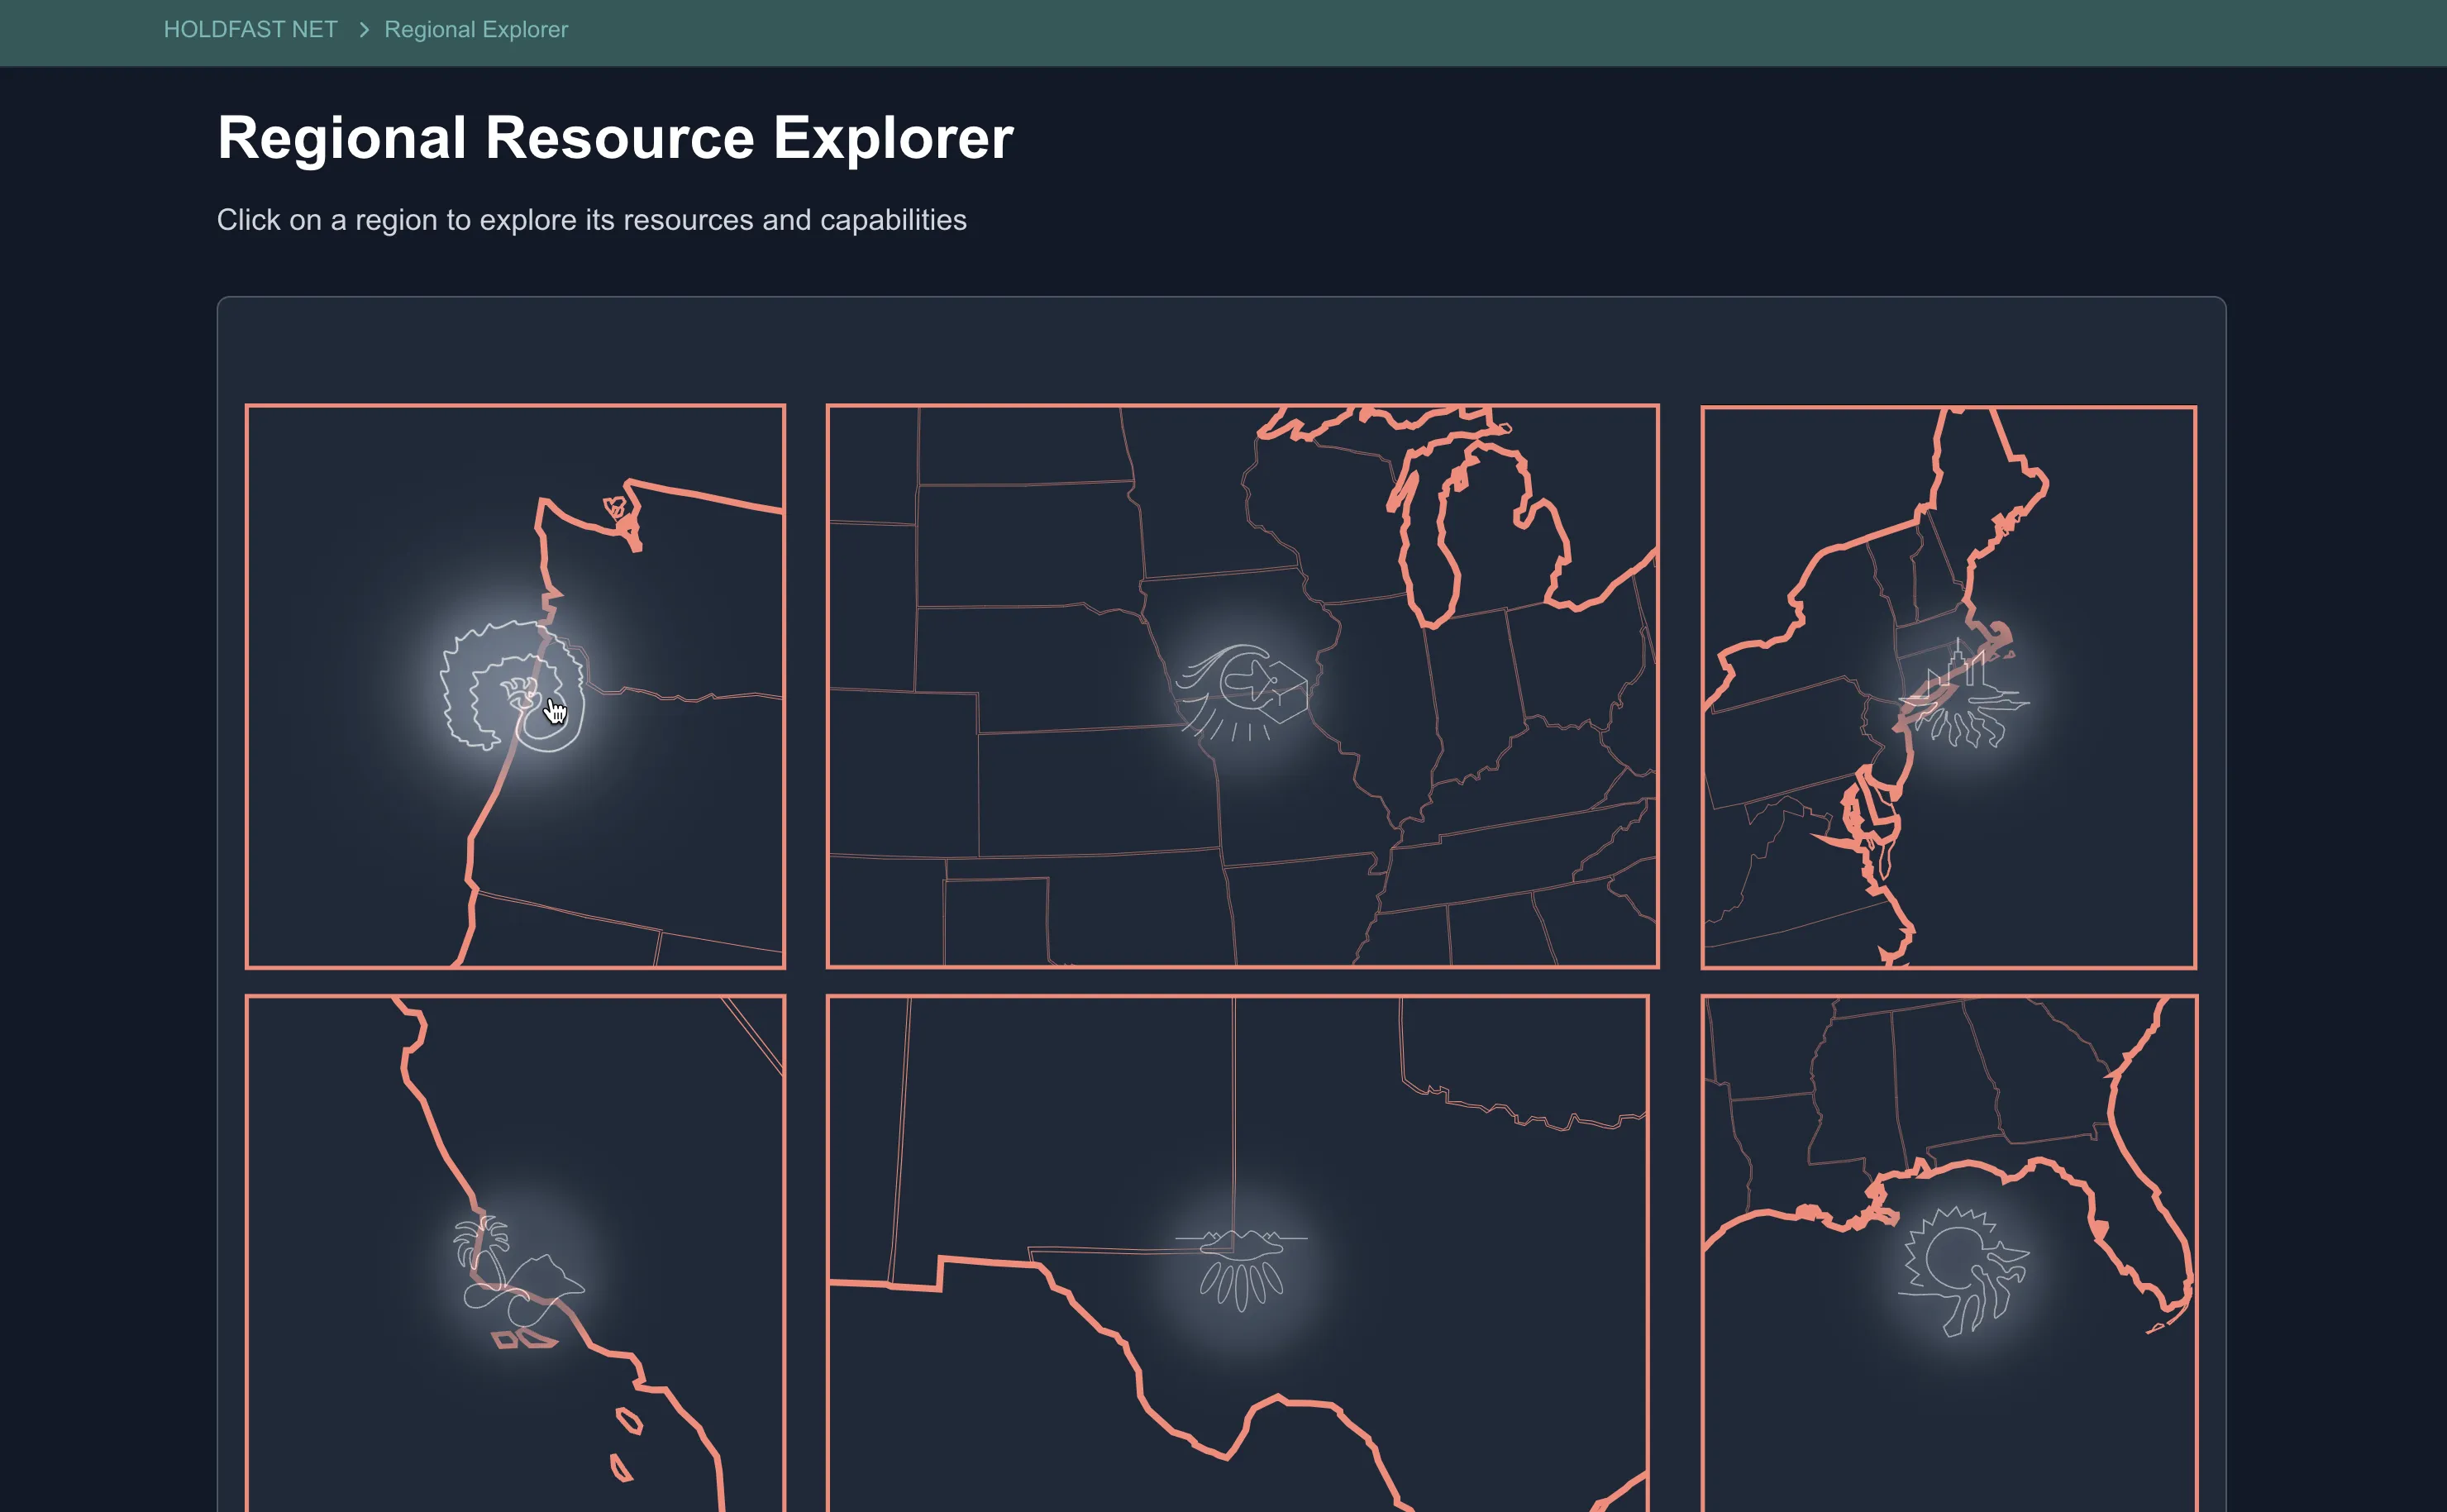 HOLDFAST NET > Regional Explorer
Regional Resource Explorer
Click on a region to explore its resources and capabilities